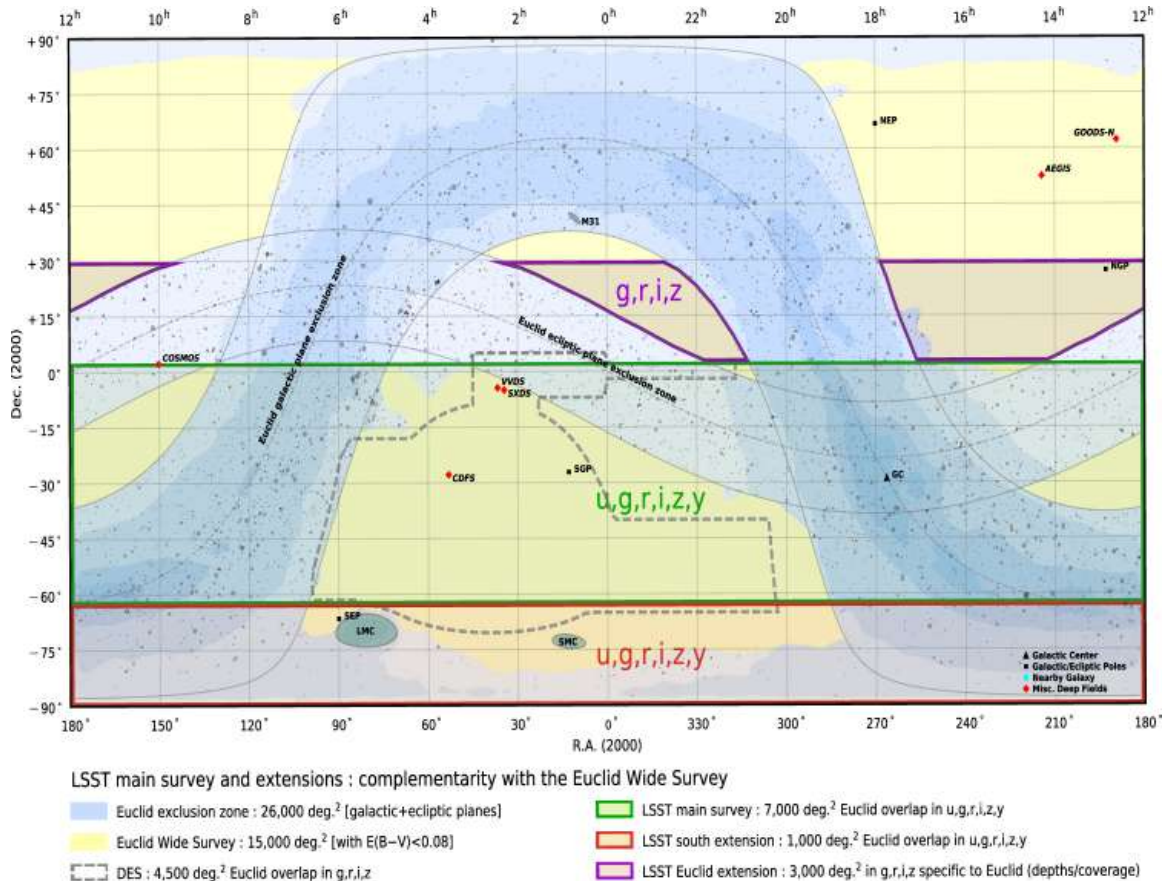 12h 10h 8h 6h 4h 2h 0h 22h 20h 18h 16h 14h 12h
+90°
+75°
NEP
GOODS-N
+60°
AEGIS
+45°
M31
+30°
NGP
g,r,i,z
+15°
Euclid galactic plane exclusion zone
Euclid ecliptic plane exclusion zone
COSMOS
0°
VVDS
SXDS
Dec. (2000)
−15°
CDFS
SGP
GC
−30°
u,g,r,i,z,y
−45°
−60°
SEP
LMC
SMC
u,g,r,i,z,y
−75°
Galactic Center
Galactic/Ecliptic Poles
Nearby Galaxy
Misc. Deep Fields
−90°
180° 150° 120° 90° 60° 30° 0° 330° 300° 270° 240° 210° 180°
R.A. (2000)
LSST main survey and extensions : complementarity with the Euclid Wide Survey
Euclid exclusion zone : 26,000 deg.² [galactic+ecliptic planes]
Euclid Wide Survey : 15,000 deg.² [with E(B−V)<0.08]
DES : 4,500 deg.² Euclid overlap in g,r,i,z
LSST main survey : 7,000 deg.² Euclid overlap in u,g,r,i,z,y
LSST south extension : 1,000 deg.² Euclid overlap in u,g,r,i,z,y
LSST Euclid extension : 3,000 deg.² in g,r,i,z specific to Euclid (depths/coverage)